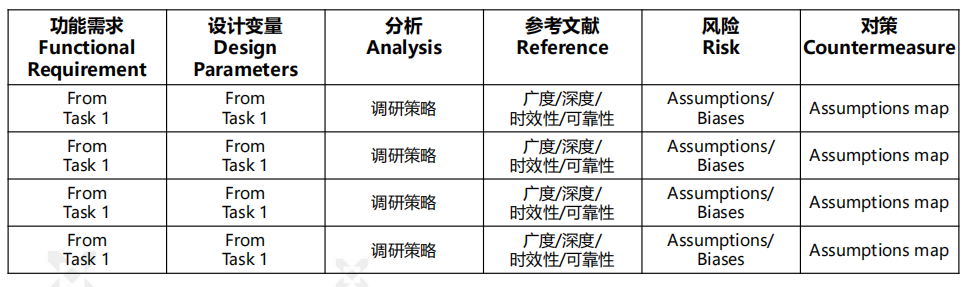 功能需求 设计变量 分析 参考文献 风险 对策
Functional Design Analysis Reference Risk Countermeasure
Requirement Parameters
From From 调研策略 广度/深度/ Assumptions/ Assumptions map
Task 1 Task 1 时效性/可靠性 Biases
From From 调研策略 广度/深度/ Assumptions/ Assumptions map
Task 1 Task 1 时效性/可靠性 Biases
From From 调研策略 广度/深度/ Assumptions/ Assumptions map
Task 1 Task 1 时效性/可靠性 Biases
From From 调研策略 广度/深度/ Assumptions/ Assumptions map
Task 1 Task 1 时效性/可靠性 Biases